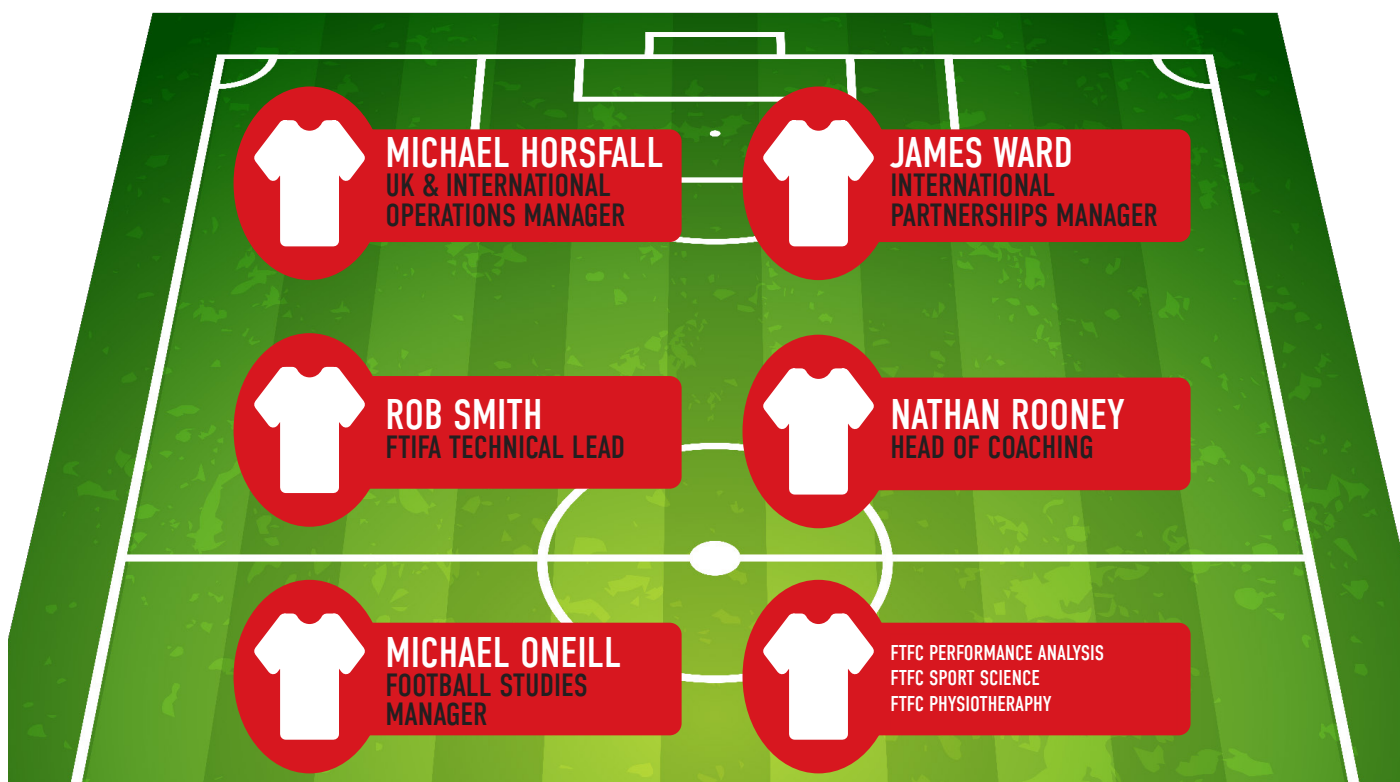 MICHAEL HORSFALL
UK & INTERNATIONAL
OPERATIONS MANAGER
JAMES WARD
INTERNATIONAL
PARTNERSHIPS MANAGER
ROB SMITH
FTIFA TECHNICAL LEAD
NATHAN ROONEY
HEAD OF COACHING
MICHAEL ONEILL
FOOTBALL STUDIES
MANAGER
FTFC PERFORMANCE ANALYSIS
FTFC SPORT SCIENCE
FTFC PHYSIOTHERAPHY